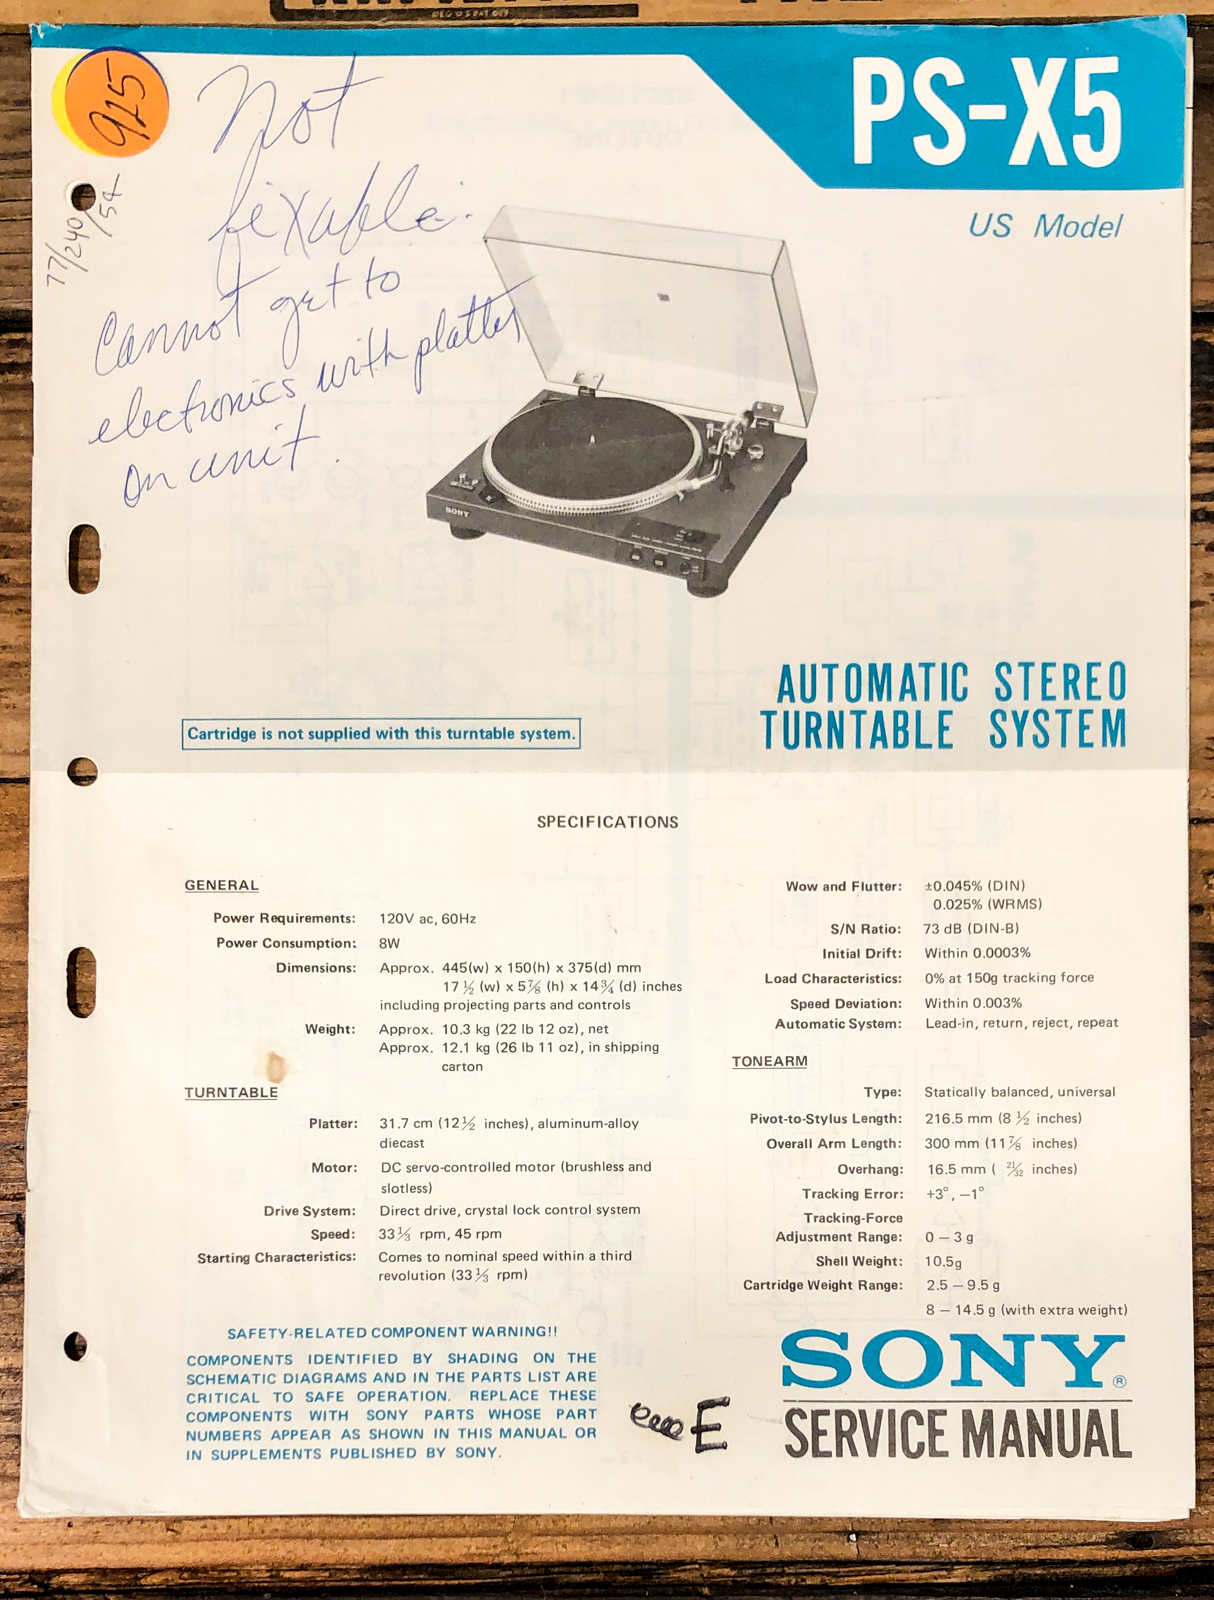 PS-X5
US Model
915
77/240/54
Not
fixable.
Cannot get to
electronics with platter
on unit.
SONY
AUTOMATIC STEREO
TURNTABLE SYSTEM
Cartridge is not supplied with this turntable system.
SPECIFICATIONS
GENERAL
Power Requirements: 120V ac, 60Hz
Power Consumption: 8W
Dimensions: Approx. 445(w) x 150(h) x 375(d) mm
17 ½ (w) x 5⅞ (h) x 14¾ (d) inches
including projecting parts and controls
Weight: Approx. 10.3 kg (22 lb 12 oz), net
Approx. 12.1 kg (26 lb 11 oz), in shipping
carton
TURNTABLE
Platter: 31.7 cm (12½ inches), aluminum-alloy
diecast
Motor: DC servo-controlled motor (brushless and
slotless)
Drive System: Direct drive, crystal lock control system
Speed: 33⅓ rpm, 45 rpm
Starting Characteristics: Comes to nominal speed within a third
revolution (33⅓ rpm)
Wow and Flutter: ±0.045% (DIN)
0.025% (WRMS)
S/N Ratio: 73 dB (DIN-B)
Initial Drift: Within 0.0003%
Load Characteristics: 0% at 150g tracking force
Speed Deviation: Within 0.003%
Automatic System: Lead-in, return, reject, repeat
TONEARM
Type: Statically balanced, universal
Pivot-to-Stylus Length: 216.5 mm (8 ½ inches)
Overall Arm Length: 300 mm (11⅞ inches)
Overhang: 16.5 mm ( 21/32 inches)
Tracking Error: +3°, −1°
Tracking-Force
Adjustment Range: 0 – 3 g
Shell Weight: 10.5g
Cartridge Weight Range: 2.5 – 9.5 g
8 – 14.5 g (with extra weight)
SAFETY-RELATED COMPONENT WARNING!!
COMPONENTS IDENTIFIED BY SHADING ON THE
SCHEMATIC DIAGRAMS AND IN THE PARTS LIST ARE
CRITICAL TO SAFE OPERATION. REPLACE THESE
COMPONENTS WITH SONY PARTS WHOSE PART
NUMBERS APPEAR AS SHOWN IN THIS MANUAL OR
IN SUPPLEMENTS PUBLISHED BY SONY.
E
SONY®
SERVICE MANUAL